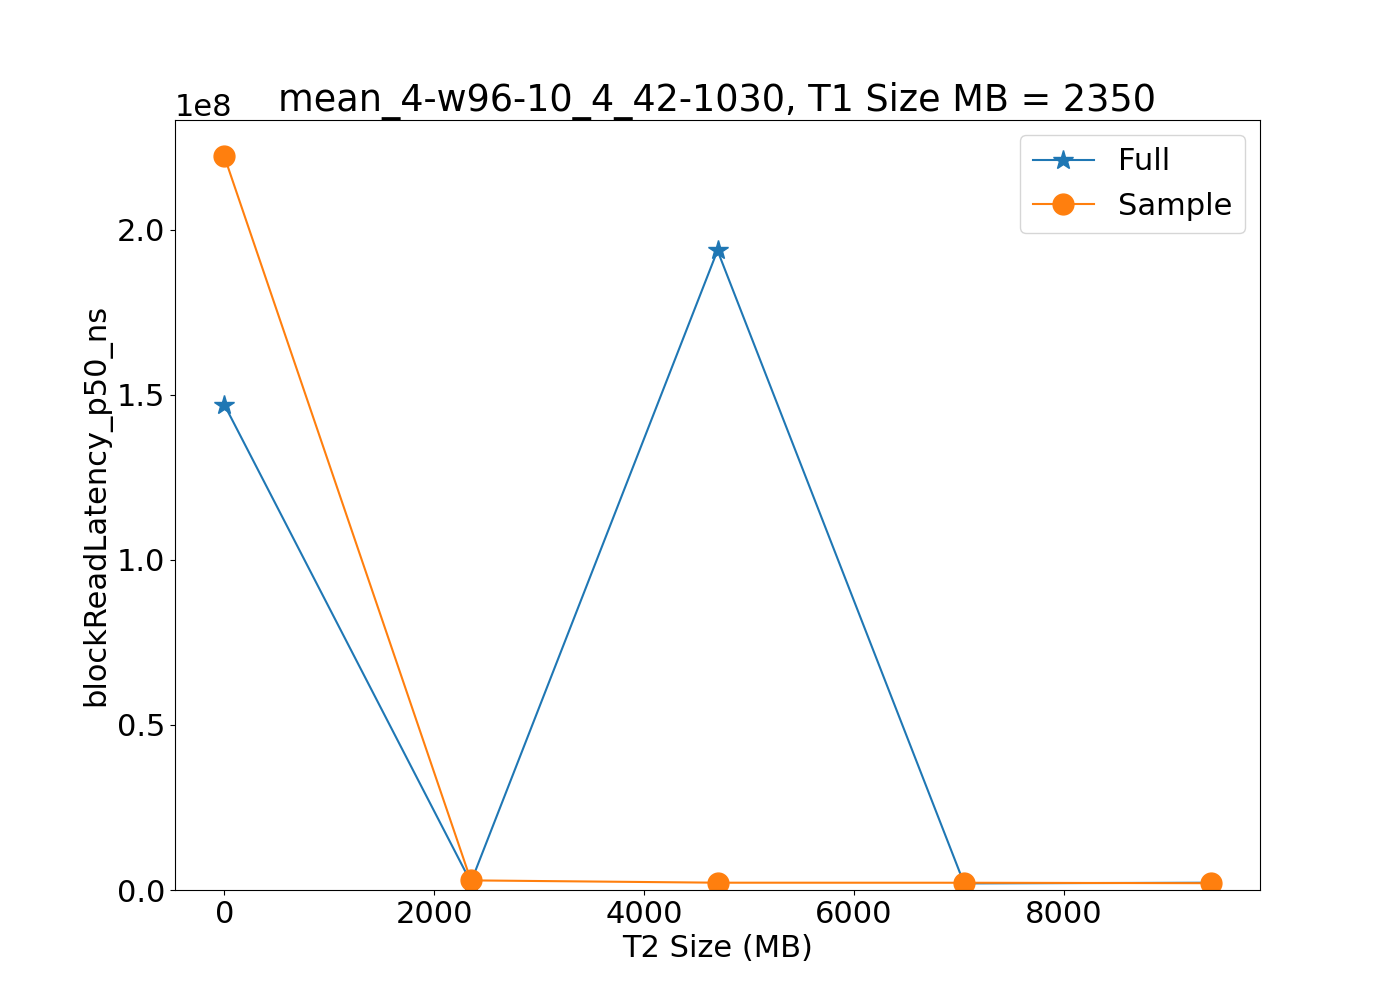 1e8
mean_4-w96-10_4_42-1030, T1 Size MB = 2350
Full
Sample
blockReadLatency_p50_ns
2.0
1.5
1.0
0.5
0.0
0 2000 4000 6000 8000
T2 Size (MB)